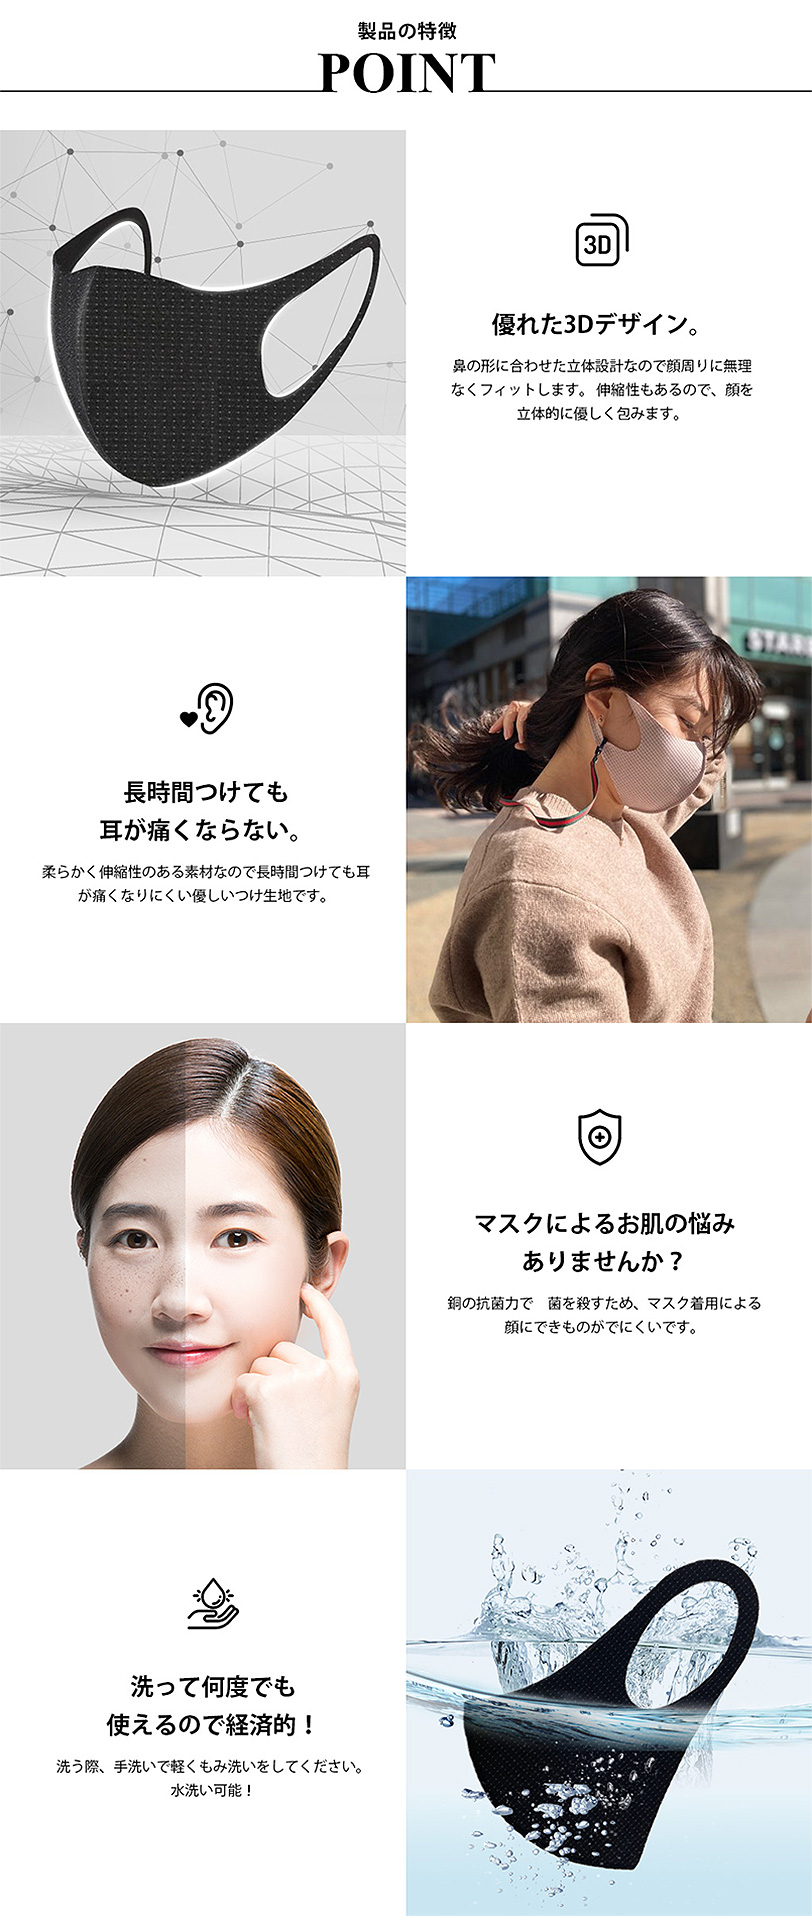 製品の特徴
POINT
3D
優れた3Dデザイン。
鼻の形に合わせた立体設計なので顔周りに無理
なくフィットします。 伸縮性もあるので、顔を
立体的に優しく包みます。
STAR
長時間つけても
耳が痛くならない。
柔らかく伸縮性のある素材なので長時間つけても耳
が痛くなりにくい優しいつけ生地です。
マスクによるお肌の悩み
ありませんか？
銅の抗菌力で　菌を殺すため、マスク着用による
顔にできものがでにくいです。
洗って何度でも
使えるので経済的！
洗う際、手洗いで軽くもみ洗いをしてください。
水洗い可能！